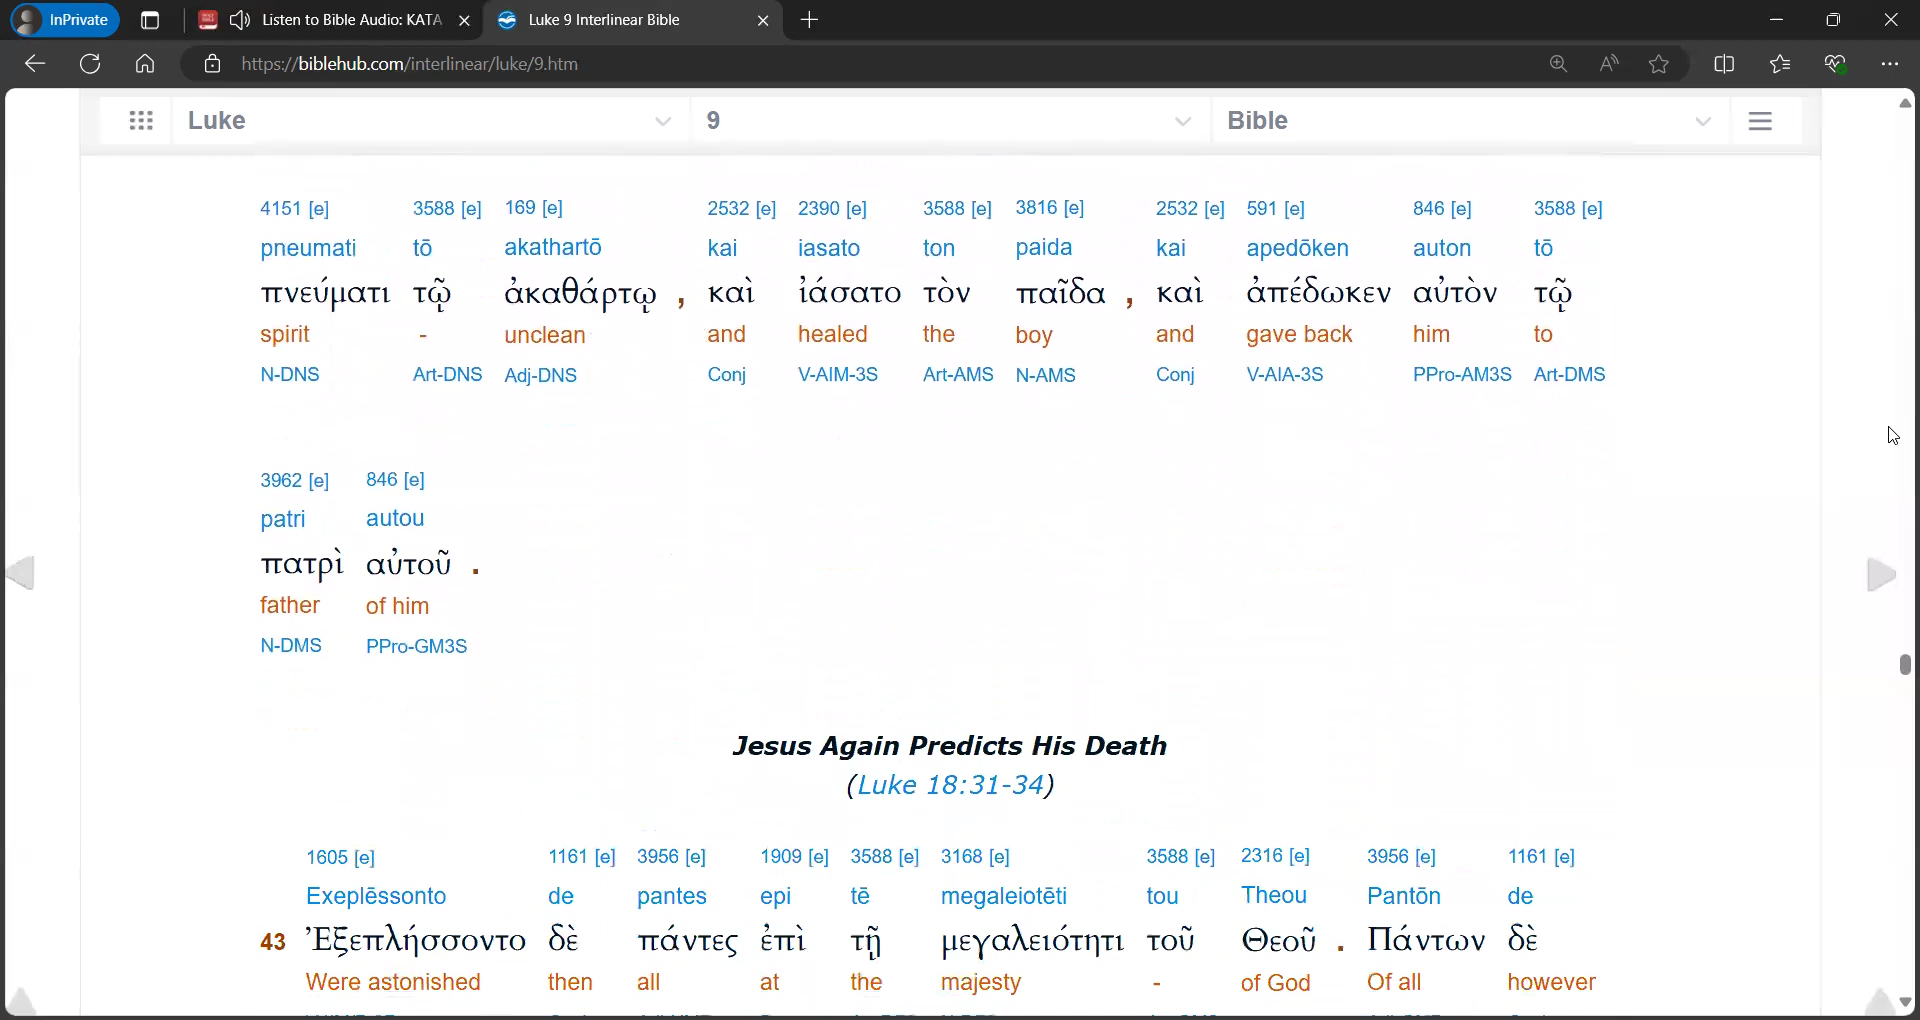 InPrivate
Listen to Bible Audio: KATA
Luke 9 Interlinear Bible
https://biblehub.com/interlinear/luke/9.htm
Luke 9 Bible
4151 [e] 3588 [e] 169 [e] 2532 [e] 2390 [e] 3588 [e] 3816 [e] 2532 [e] 591 [e] 846 [e] 3588 [e]
pneumati tō akathartō kai iasato ton paida kai apedōken auton tō
πνεύματι τῷ ἀκαθάρτῳ , καὶ ἰάσατο τὸν παῖδα , καὶ ἀπέδωκεν αὐτὸν τῷ
spirit - unclean and healed the boy and gave back him to
N-DNS Art-DNS Adj-DNS Conj V-AIM-3S Art-AMS N-AMS Conj V-AIA-3S PPro-AM3S Art-DMS
3962 [e] 846 [e]
patri autou
πατρὶ αὐτοῦ .
father of him
N-DMS PPro-GM3S
Jesus Again Predicts His Death
(Luke 18:31-34)
1605 [e] 1161 [e] 3956 [e] 1909 [e] 3588 [e] 3168 [e] 3588 [e] 2316 [e] 3956 [e] 1161 [e]
Exeplēssonto de pantes epi tē megaleiotēti tou Theou Pantōn de
43 Ἐξεπλήσσοντο δὲ πάντες ἐπὶ τῇ μεγαλειότητι τοῦ Θεοῦ . Πάντων δὲ
Were astonished then all at the majesty - of God Of all however